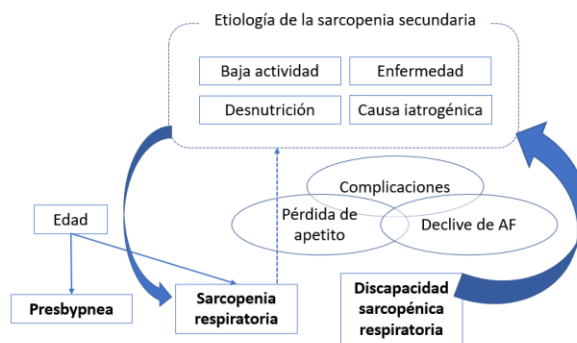 Etiología de la sarcopenia secundaria
Baja actividad
Enfermedad
Desnutrición
Causa iatrogénica
Complicaciones
Pérdida de
apetito
Declive de AF
Edad
Presbypnea
Sarcopenia
respiratoria
Discapacidad
sarcopénica
respiratoria